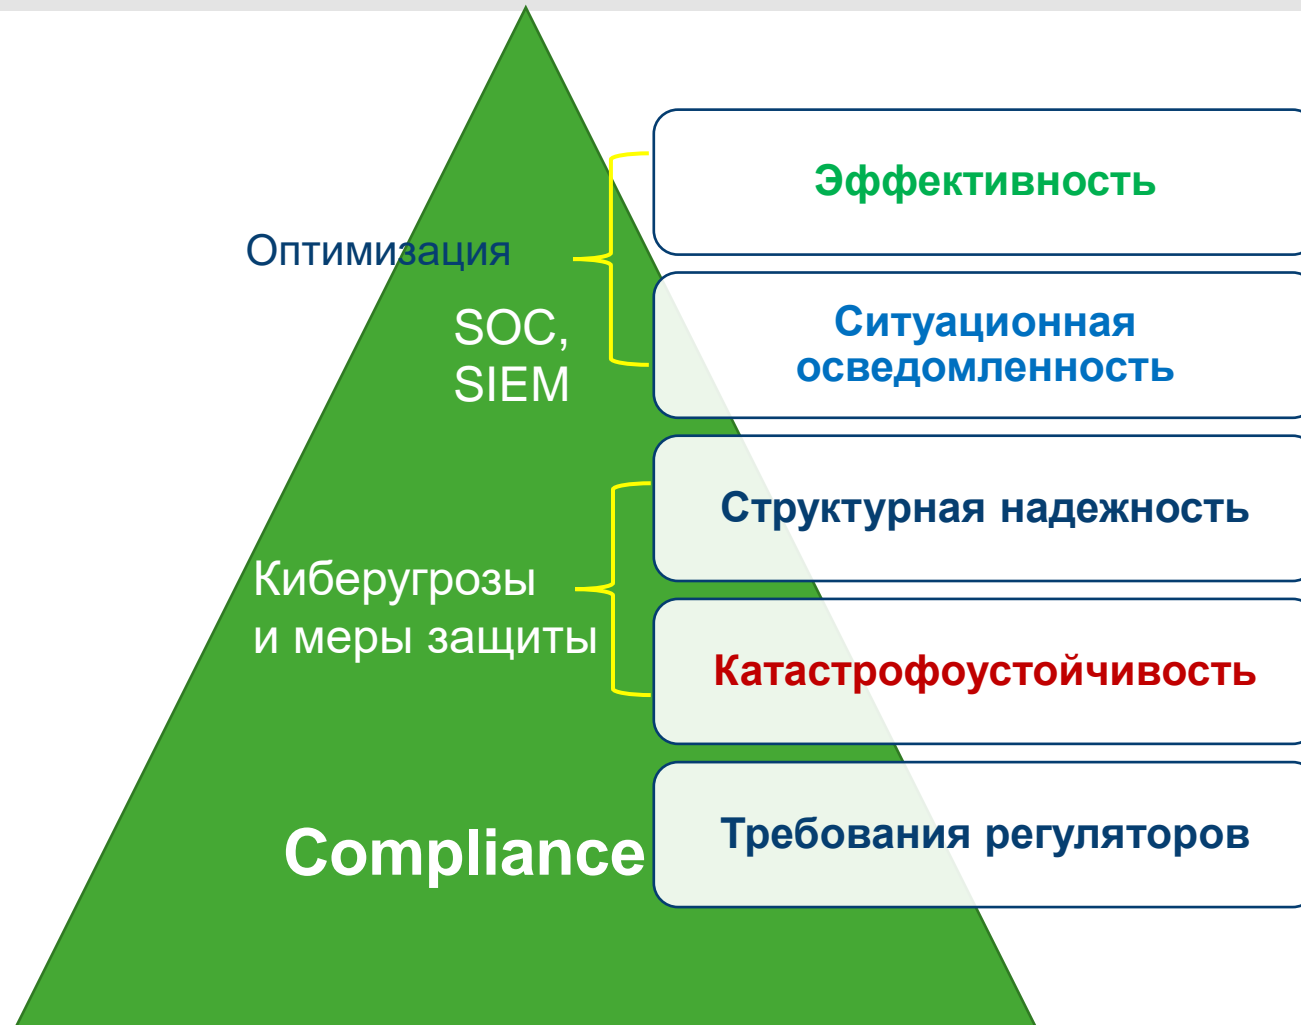 Эффективность
Оптимизация
SOC,
SIEM
Ситуационная
осведомленность
Структурная надежность
Киберугрозы
и меры защиты
Катастрофоустойчивость
Compliance
Требования регуляторов